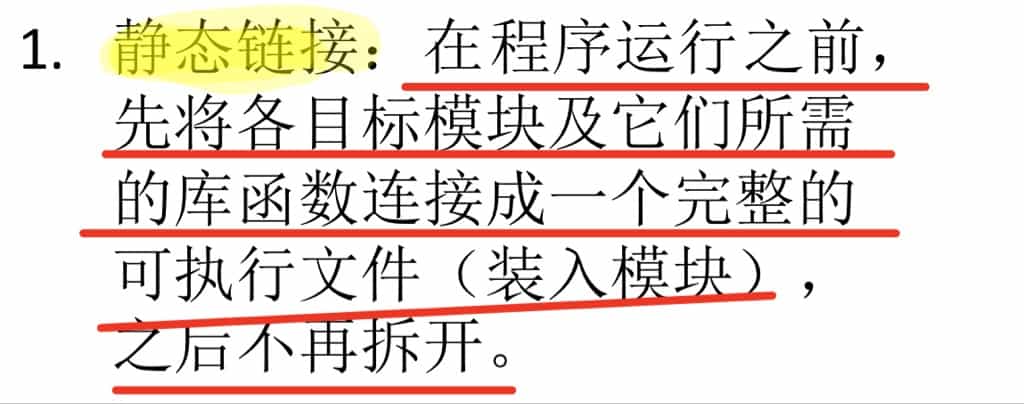 1. 静态链接：在程序运行之前，
先将各目标模块及它们所需
的库函数连接成一个完整的
可执行文件（装入模块），
之后不再拆开。